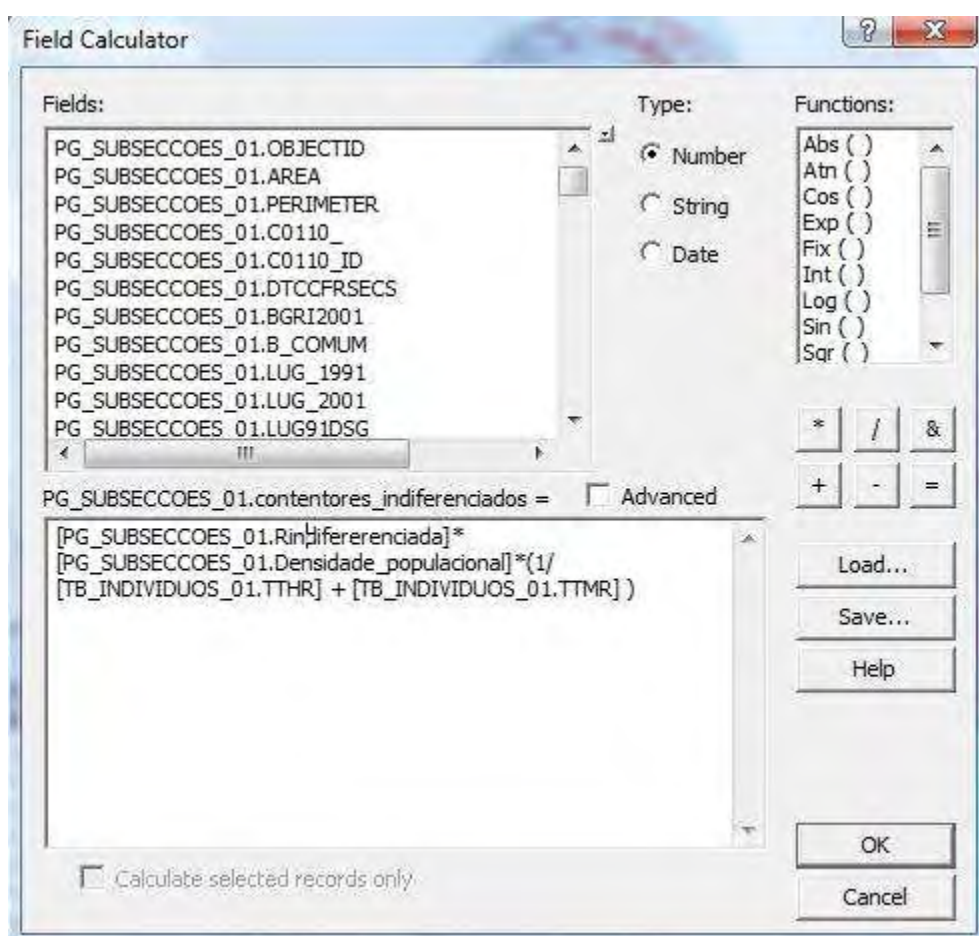 Field Calculator
Fields:
PG_SUBSECCOES_01.OBJECTID
PG_SUBSECCOES_01.AREA
PG_SUBSECCOES_01.PERIMETER
PG_SUBSECCOES_01.C0110_
PG_SUBSECCOES_01.C0110_ID
PG_SUBSECCOES_01.DTCCFRSECS
PG_SUBSECCOES_01.BGRI2001
PG_SUBSECCOES_01.B_COMUM
PG_SUBSECCOES_01.LUG_1991
PG_SUBSECCOES_01.LUG_2001
PG_SUBSECCOES_01.LUG91DSG
Type:
Number
String
Date
Functions:
Abs ( )
Atn ( )
Cos ( )
Exp ( )
Fix ( )
Int ( )
Log ( )
Sin ( )
Sqr ( )
* / &
+ - =
PG_SUBSECCOES_01.contentores_indiferenciados =
Advanced
[PG_SUBSECCOES_01.Rindifererenciada]*
[PG_SUBSECCOES_01.Densidade_populacional]*(1/
[TB_INDIVIDUOS_01.TTHR] + [TB_INDIVIDUOS_01.TTMR] )
Load...
Save...
Help
OK
Cancel
Calculate selected records only